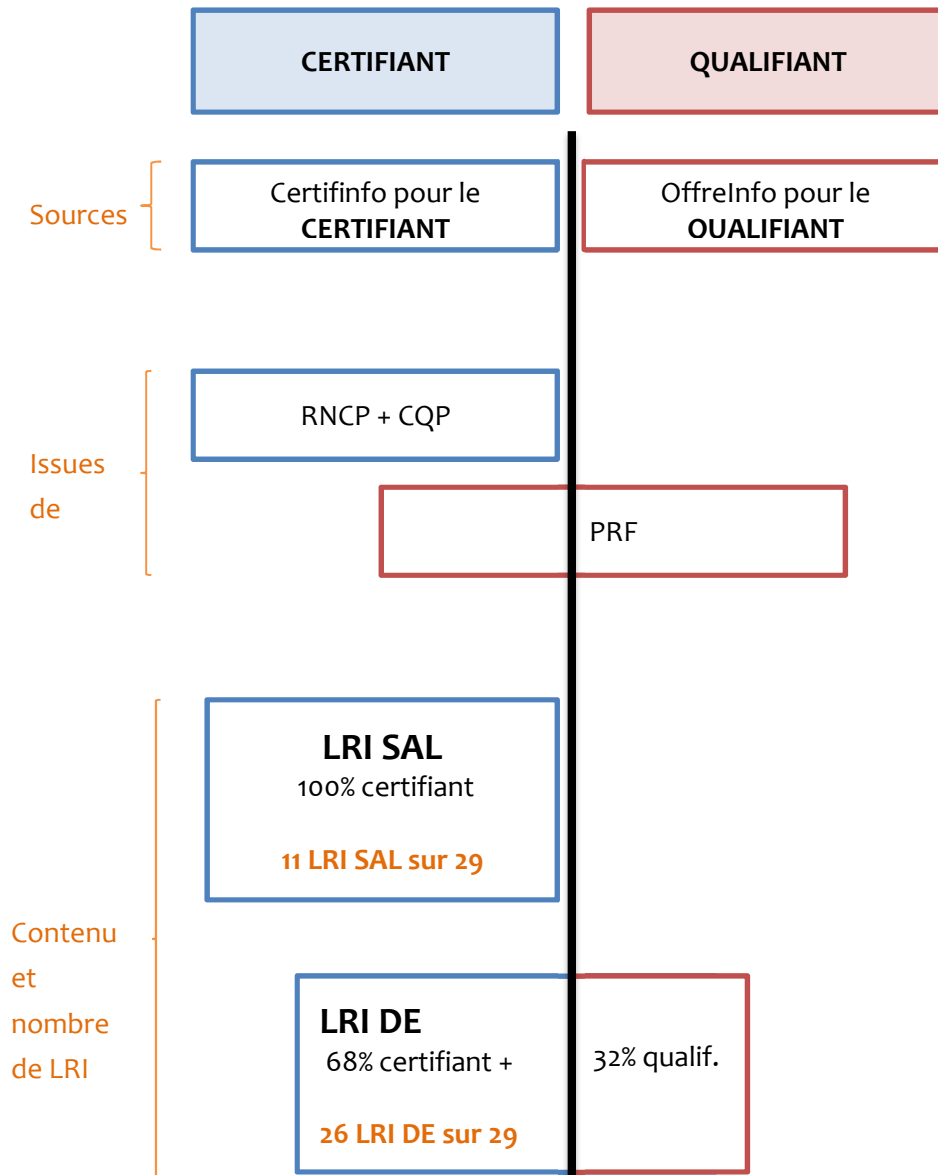 CERTIFIANT
QUALIFIANT
Sources
Certifinfo pour le
CERTIFIANT
OffreInfo pour le
QUALIFIANT
Issues
de
RNCP + CQP
PRF
Contenu
et
nombre
de LRI
LRI SAL
100% certifiant
11 LRI SAL sur 29
LRI DE
68% certifiant +
32% qualif.
26 LRI DE sur 29